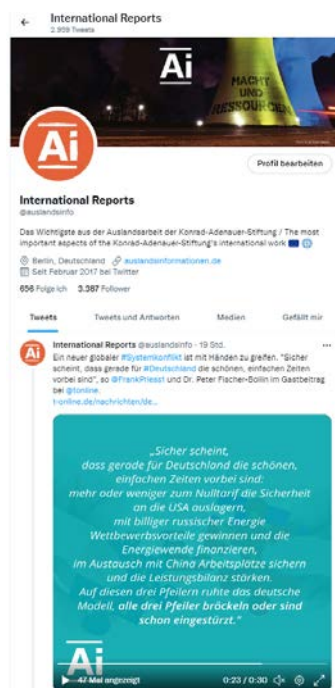 International Reports
2.959 Tweets
Ai
MACHT
UND
RESSOURCEN
Ai
Profil bearbeiten
International Reports
@auslandsinfo
Das Wichtigste aus der Auslandsarbeit der Konrad-Adenauer-Stiftung / The most
important aspects of the Konrad-Adenauer-Stiftung's international work
Berlin, Deutschland auslandsinformationen.de
Seit Februar 2017 bei Twitter
656 Folge ich 3.387 Follower
Tweets Tweets und Antworten Medien Gefällt mir
Ai
International Reports @auslandsinfo · 19 Std.
Ein neuer globaler #Systemkonflikt ist mit Händen zu greifen. "Sicher
scheint, dass gerade für #Deutschland die schönen, einfachen Zeiten
vorbei sind", so @FrankPriesst und Dr. Peter Fischer-Bollin im Gastbeitrag
bei @tonline.
t-online.de/nachrichten/de...
„Sicher scheint,
dass gerade für Deutschland die schönen,
einfachen Zeiten vorbei sind:
mehr oder weniger zum Nulltarif die Sicherheit
an die USA auslagern,
mit billiger russischer Energie
Wettbewerbsvorteile gewinnen und die
Energiewende finanzieren,
im Austausch mit China Arbeitsplätze sichern
und die Leistungsbilanz stärken.
Auf diesen drei Pfeilern ruhte das deutsche
Modell, alle drei Pfeiler bröckeln oder sind
schon eingestürzt."
Ai
47 Mal angezeigt 0:23 / 0:30